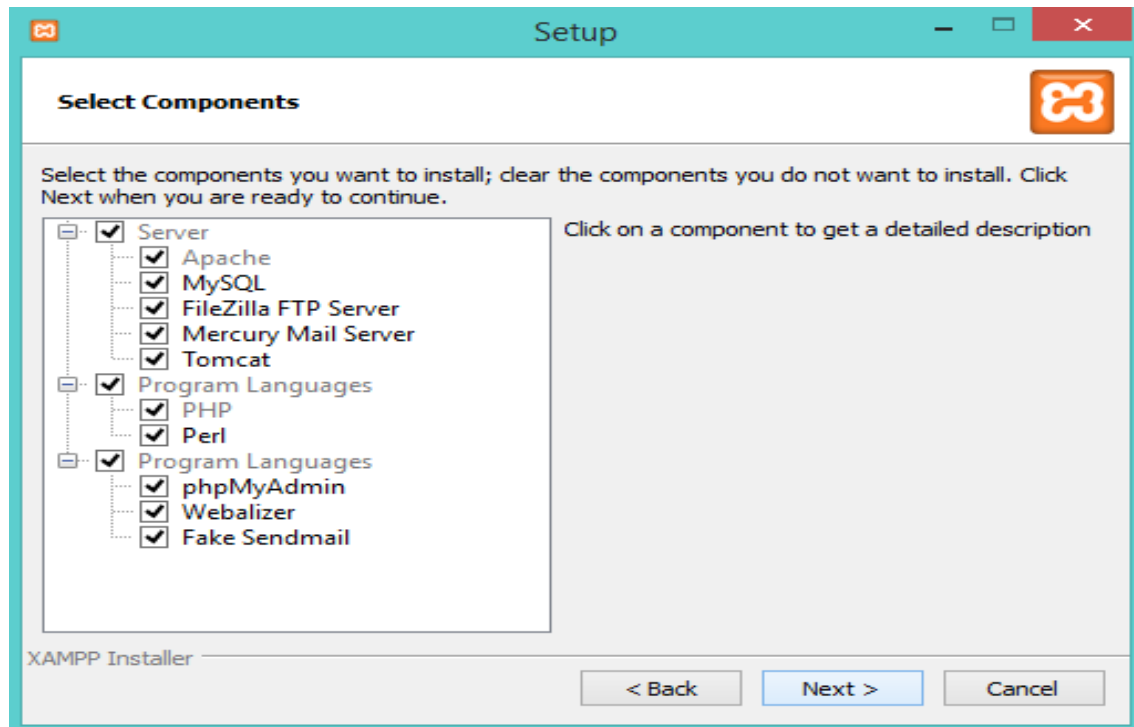 Setup
Select Components
Select the components you want to install; clear the components you do not want to install. Click
Next when you are ready to continue.
Click on a component to get a detailed description
Server
Apache
MySQL
FileZilla FTP Server
Mercury Mail Server
Tomcat
Program Languages
PHP
Perl
Program Languages
phpMyAdmin
Webalizer
Fake Sendmail
XAMPP Installer
< Back
Next >
Cancel